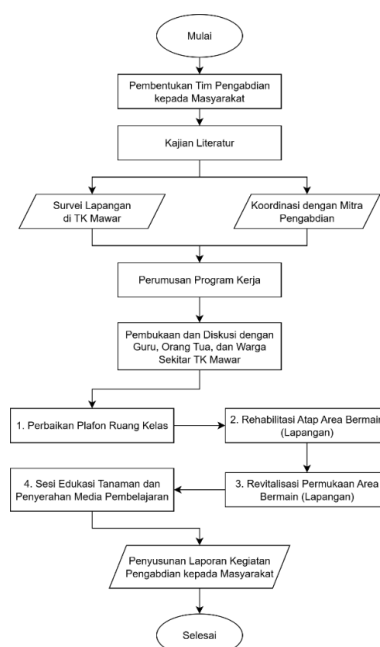 Mulai
Pembentukan Tim Pengabdian
kepada Masyarakat
Kajian Literatur
Survei Lapangan
di TK Mawar
Koordinasi dengan Mitra
Pengabdian
Perumusan Program Kerja
Pembukaan dan Diskusi dengan
Guru, Orang Tua, dan Warga
Sekitar TK Mawar
1. Perbaikan Plafon Ruang Kelas
2. Rehabilitasi Atap Area Bermain
(Lapangan)
3. Revitalisasi Permukaan Area
Bermain (Lapangan)
4. Sesi Edukasi Tanaman dan
Penyerahan Media Pembelajaran
Penyusunan Laporan Kegiatan
Pengabdian kepada Masyarakat
Selesai